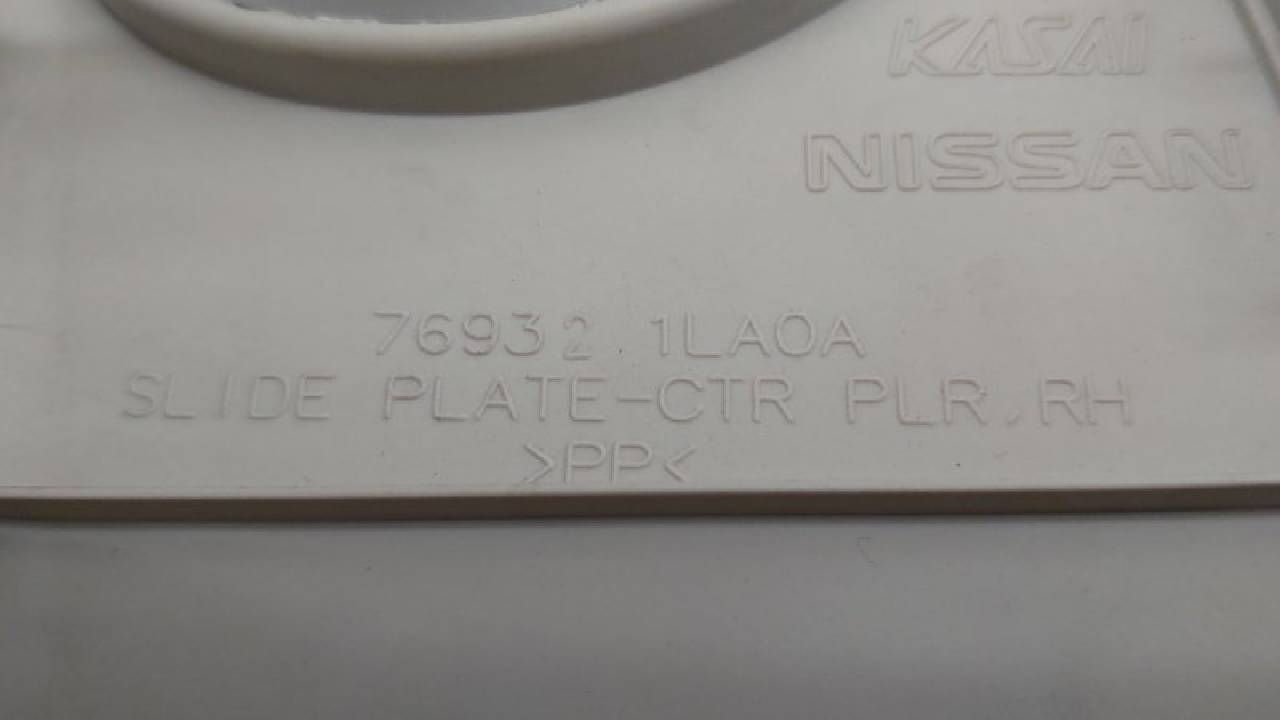 KASAI
NISSAN
76932 1LA0A
SLIDE PLATE-CTR PLR.RH
>PP<